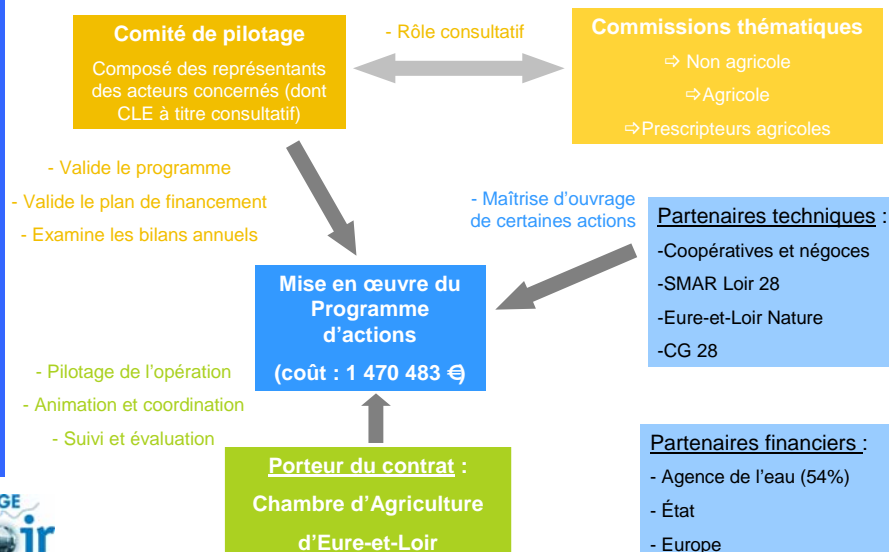 Comité de pilotage
Composé des représentants
des acteurs concernés (dont
CLE à titre consultatif)
- Rôle consultatif
Commissions thématiques
⇨ Non agricole
⇨Agricole
⇨Prescripteurs agricoles
- Valide le programme
- Valide le plan de financement
- Examine les bilans annuels
- Maîtrise d'ouvrage
de certaines actions
Partenaires techniques :
-Coopératives et négoces
-SMAR Loir 28
-Eure-et-Loir Nature
-CG 28
Mise en œuvre du
Programme
d'actions
(coût : 1 470 483 €)
- Pilotage de l'opération
- Animation et coordination
- Suivi et évaluation
Porteur du contrat :
Chambre d'Agriculture
d'Eure-et-Loir
Partenaires financiers :
- Agence de l'eau (54%)
- État
- Europe
GE
oir